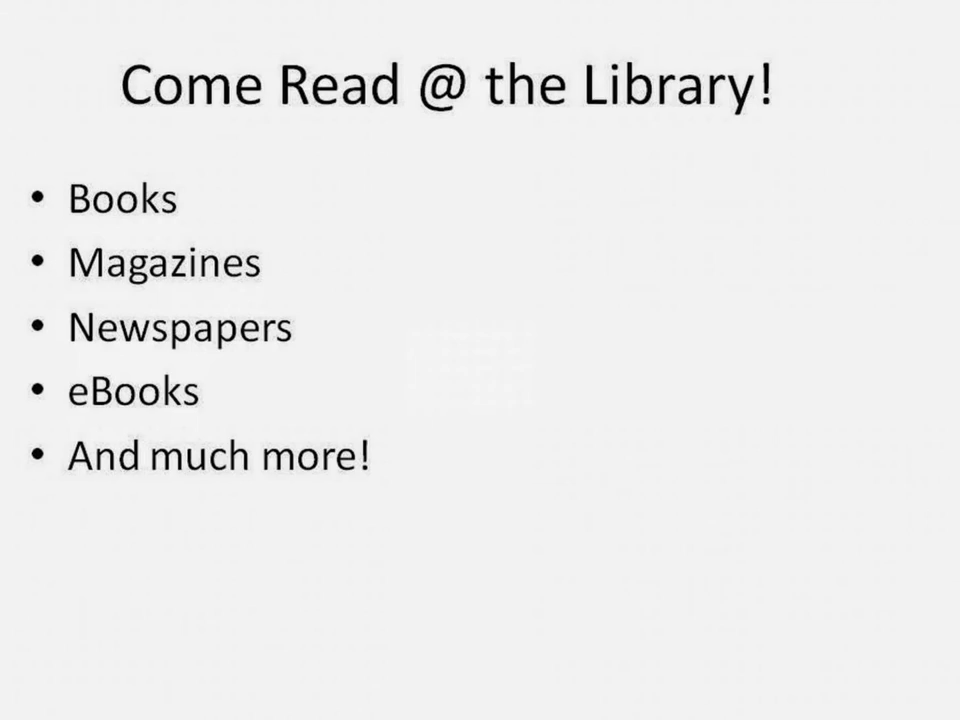 Come Read @ the Library!
• Books
• Magazines
• Newspapers
• eBooks
• And much more!